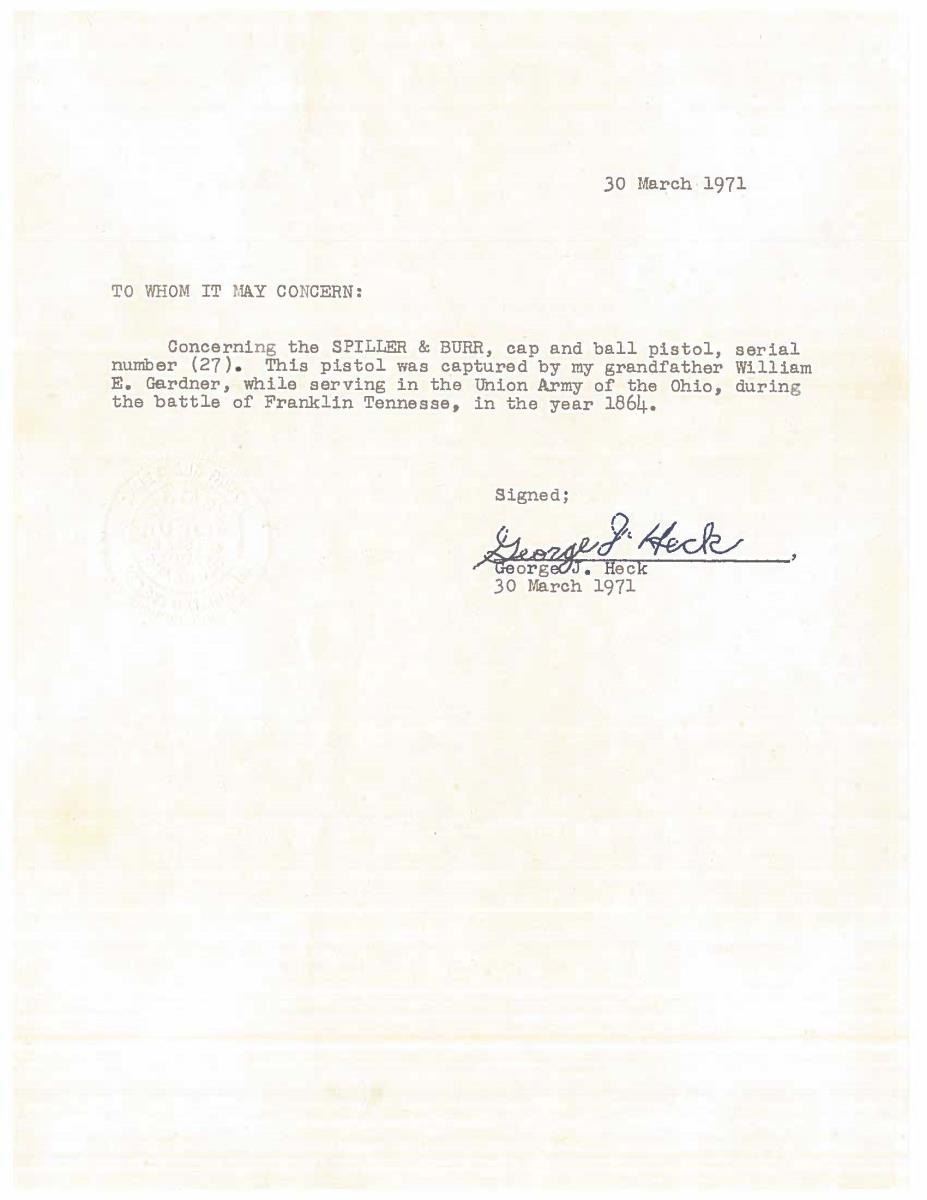 30 March 1971
TO WHOM IT MAY CONCERN:
Concerning the SPILLER & BURR, cap and ball pistol, serial
number (27). This pistol was captured by my grandfather William
E. Gardner, while serving in the Union Army of the Ohio, during
the battle of Franklin Tennesse, in the year 1864.
Signed;
George J. Heck
George J. Heck
30 March 1971